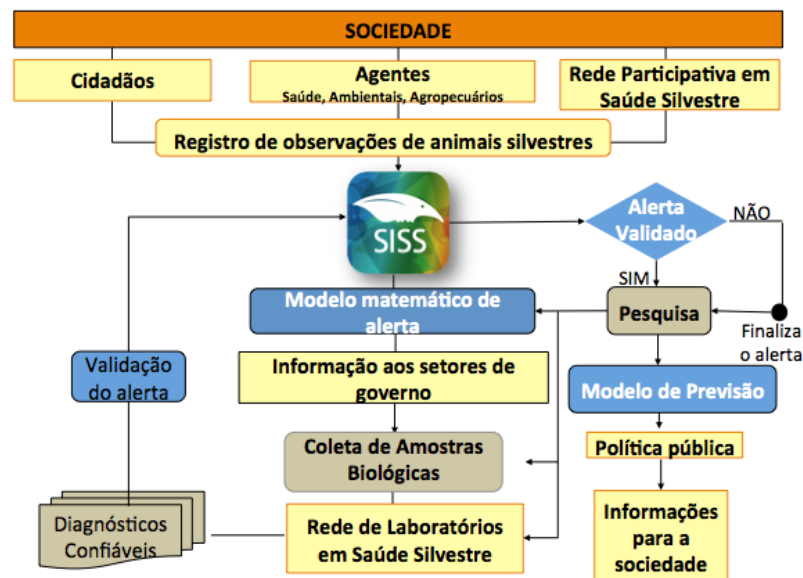 SOCIEDADE
Cidadãos
Agentes
Saúde, Ambientais, Agropecuários
Rede Participativa em
Saúde Silvestre
Registro de observações de animais silvestres
SISS
Alerta
Validado
NÃO
SIM
Modelo matemático de
alerta
Pesquisa
Finaliza
o alerta
Validação
do alerta
Informação aos setores de
governo
Modelo de Previsão
Coleta de Amostras
Biológicas
Política pública
Diagnósticos
Confiáveis
Rede de Laboratórios
em Saúde Silvestre
Informações
para a
sociedade